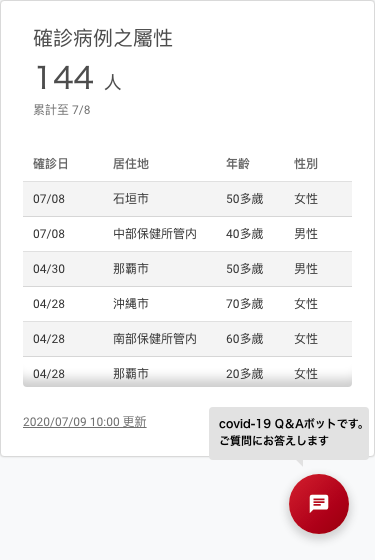 確診病例之屬性
144 人
累計至 7/8
確診日 居住地 年齡 性別
07/08 石垣市 50多歲 女性
07/08 中部保健所管内 40多歲 男性
04/30 那覇市 50多歲 男性
04/28 沖縄市 70多歲 女性
04/28 南部保健所管内 60多歲 女性
04/28 那覇市 20多歲 女性
2020/07/09 10:00 更新
covid-19 Q&Aボットです。
ご質問にお答えします